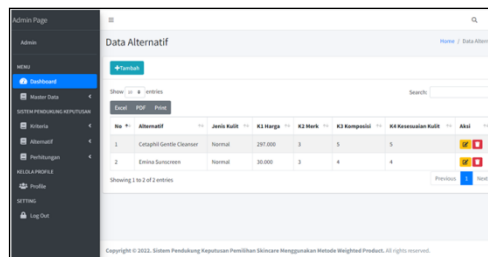 Admin Page
Admin
MENU
Dashboard
Master Data
SISTEM PENDUKUNG KEPUTUSAN
Kriteria
Alternatif
Perhitungan
KELOLA PROFILE
Profile
SETTING
Log Out
Data Alternatif
Home / Data Altern
+Tambah
Show entries
Search:
Excel PDF Print
No Alternatif Jenis Kulit K1 Harga K2 Merk K3 Komposisi K4 Kesesuaian Kulit Aksi
1 Cetaphil Gentle Cleanser Normal 297.000 3 5 5
2 Emina Sunscreen Normal 30.000 3 4 4
Showing 1 to 2 of 2 entries
Previous 1 Next
Copyright © 2022. Sistem Pendukung Keputusan Pemilihan Skincare Menggunakan Metode Weighted Product. All rights reserved.